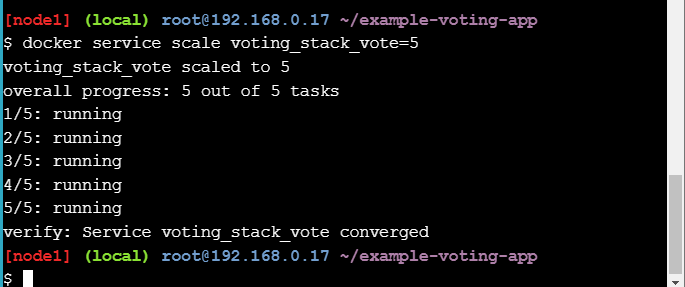 [node1] (local) root@192.168.0.17 ~/example-voting-app
$ docker service scale voting_stack_vote=5
voting_stack_vote scaled to 5
overall progress: 5 out of 5 tasks
1/5: running
2/5: running
3/5: running
4/5: running
5/5: running
verify: Service voting_stack_vote converged
[node1] (local) root@192.168.0.17 ~/example-voting-app
$